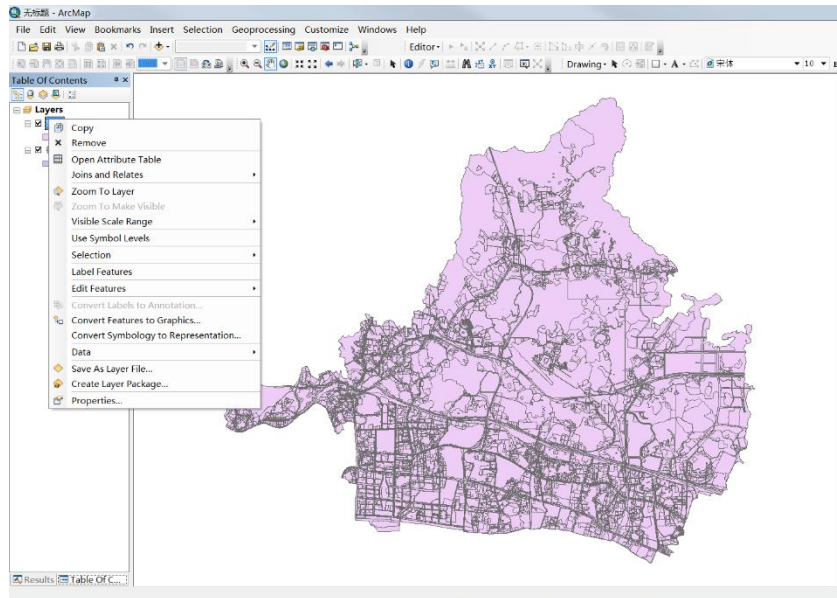 无标题 - ArcMap
File Edit View Bookmarks Insert Selection Geoprocessing Customize Windows Help
Editor
Drawing A 宋体 10
Table Of Contents
Layers
Copy
Remove
Open Attribute Table
Joins and Relates
Zoom To Layer
Zoom To Make Visible
Visible Scale Range
Use Symbol Levels
Selection
Label Features
Edit Features
Convert Labels to Annotation...
Convert Features to Graphics...
Convert Symbology to Representation...
Data
Save As Layer File...
Create Layer Package...
Properties...
Results Table Of C...